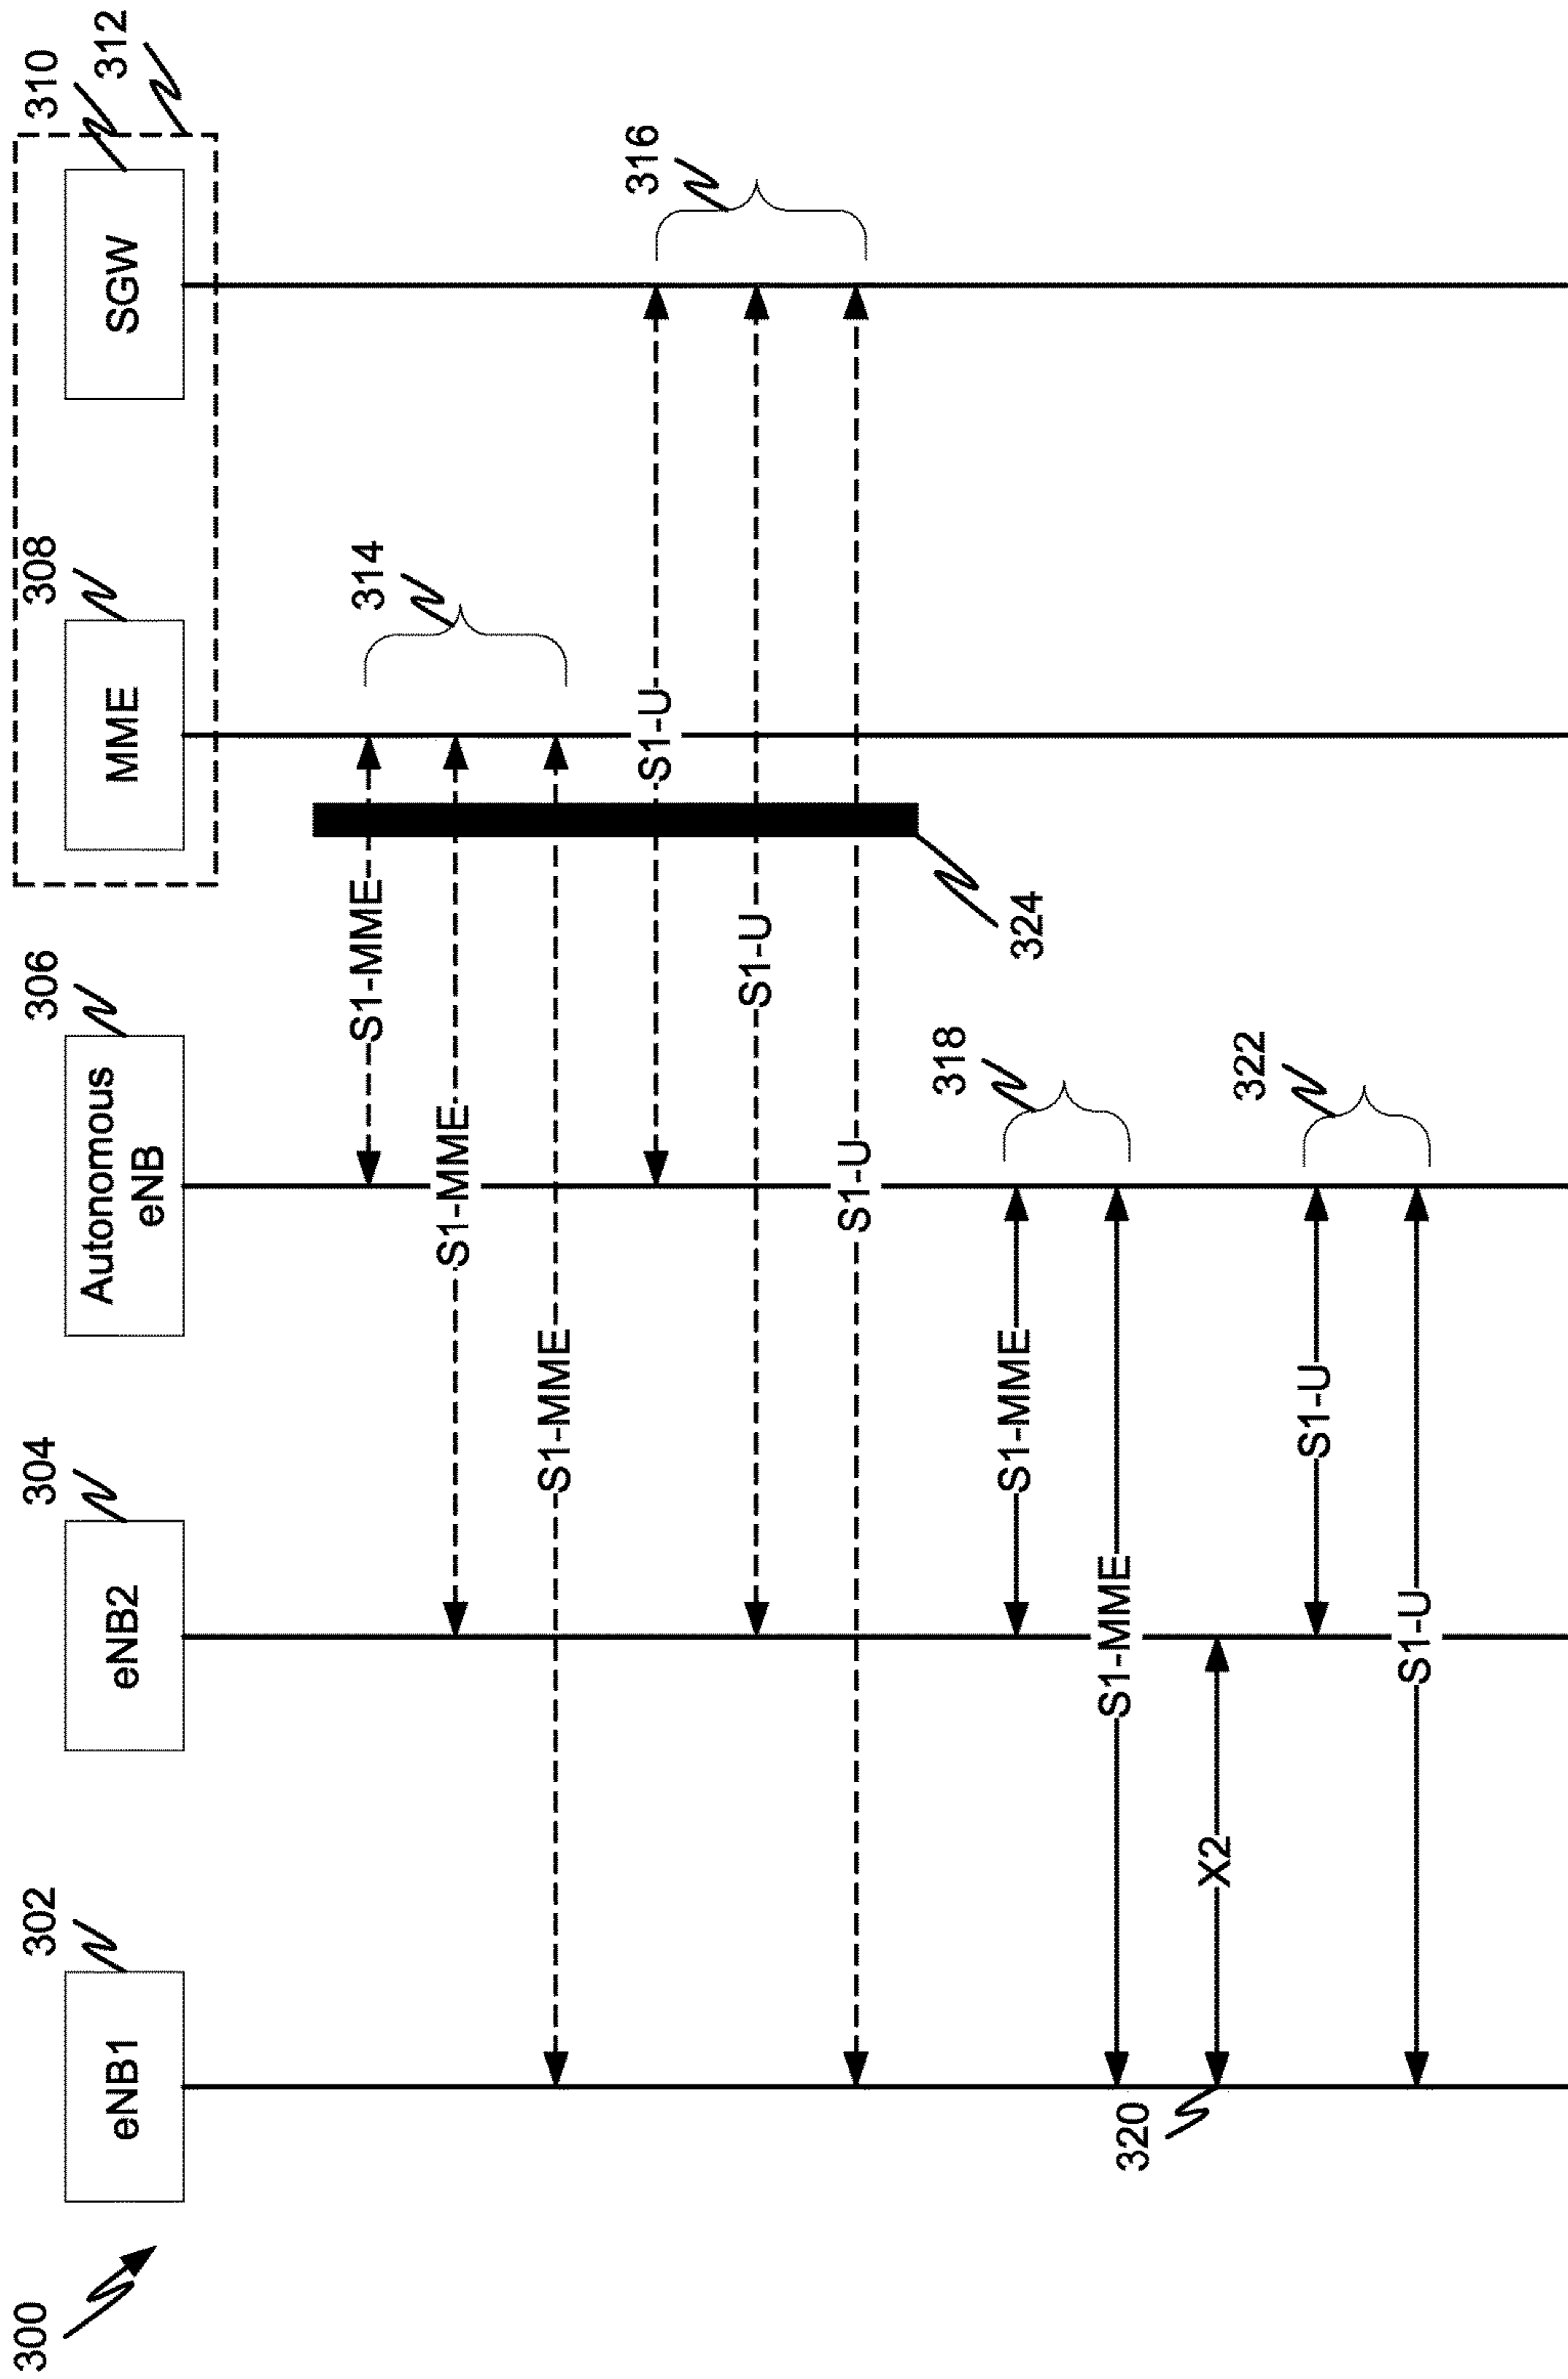 300
302
304
306
308
310
312
eNB1
eNB2
Autonomous
eNB
MME
SGW
S1-MME
314
S1-MME
S1-MME
S1-U
316
S1-U
S1-U
324
S1-MME
318
S1-MME
320
X2
S1-U
322
S1-U